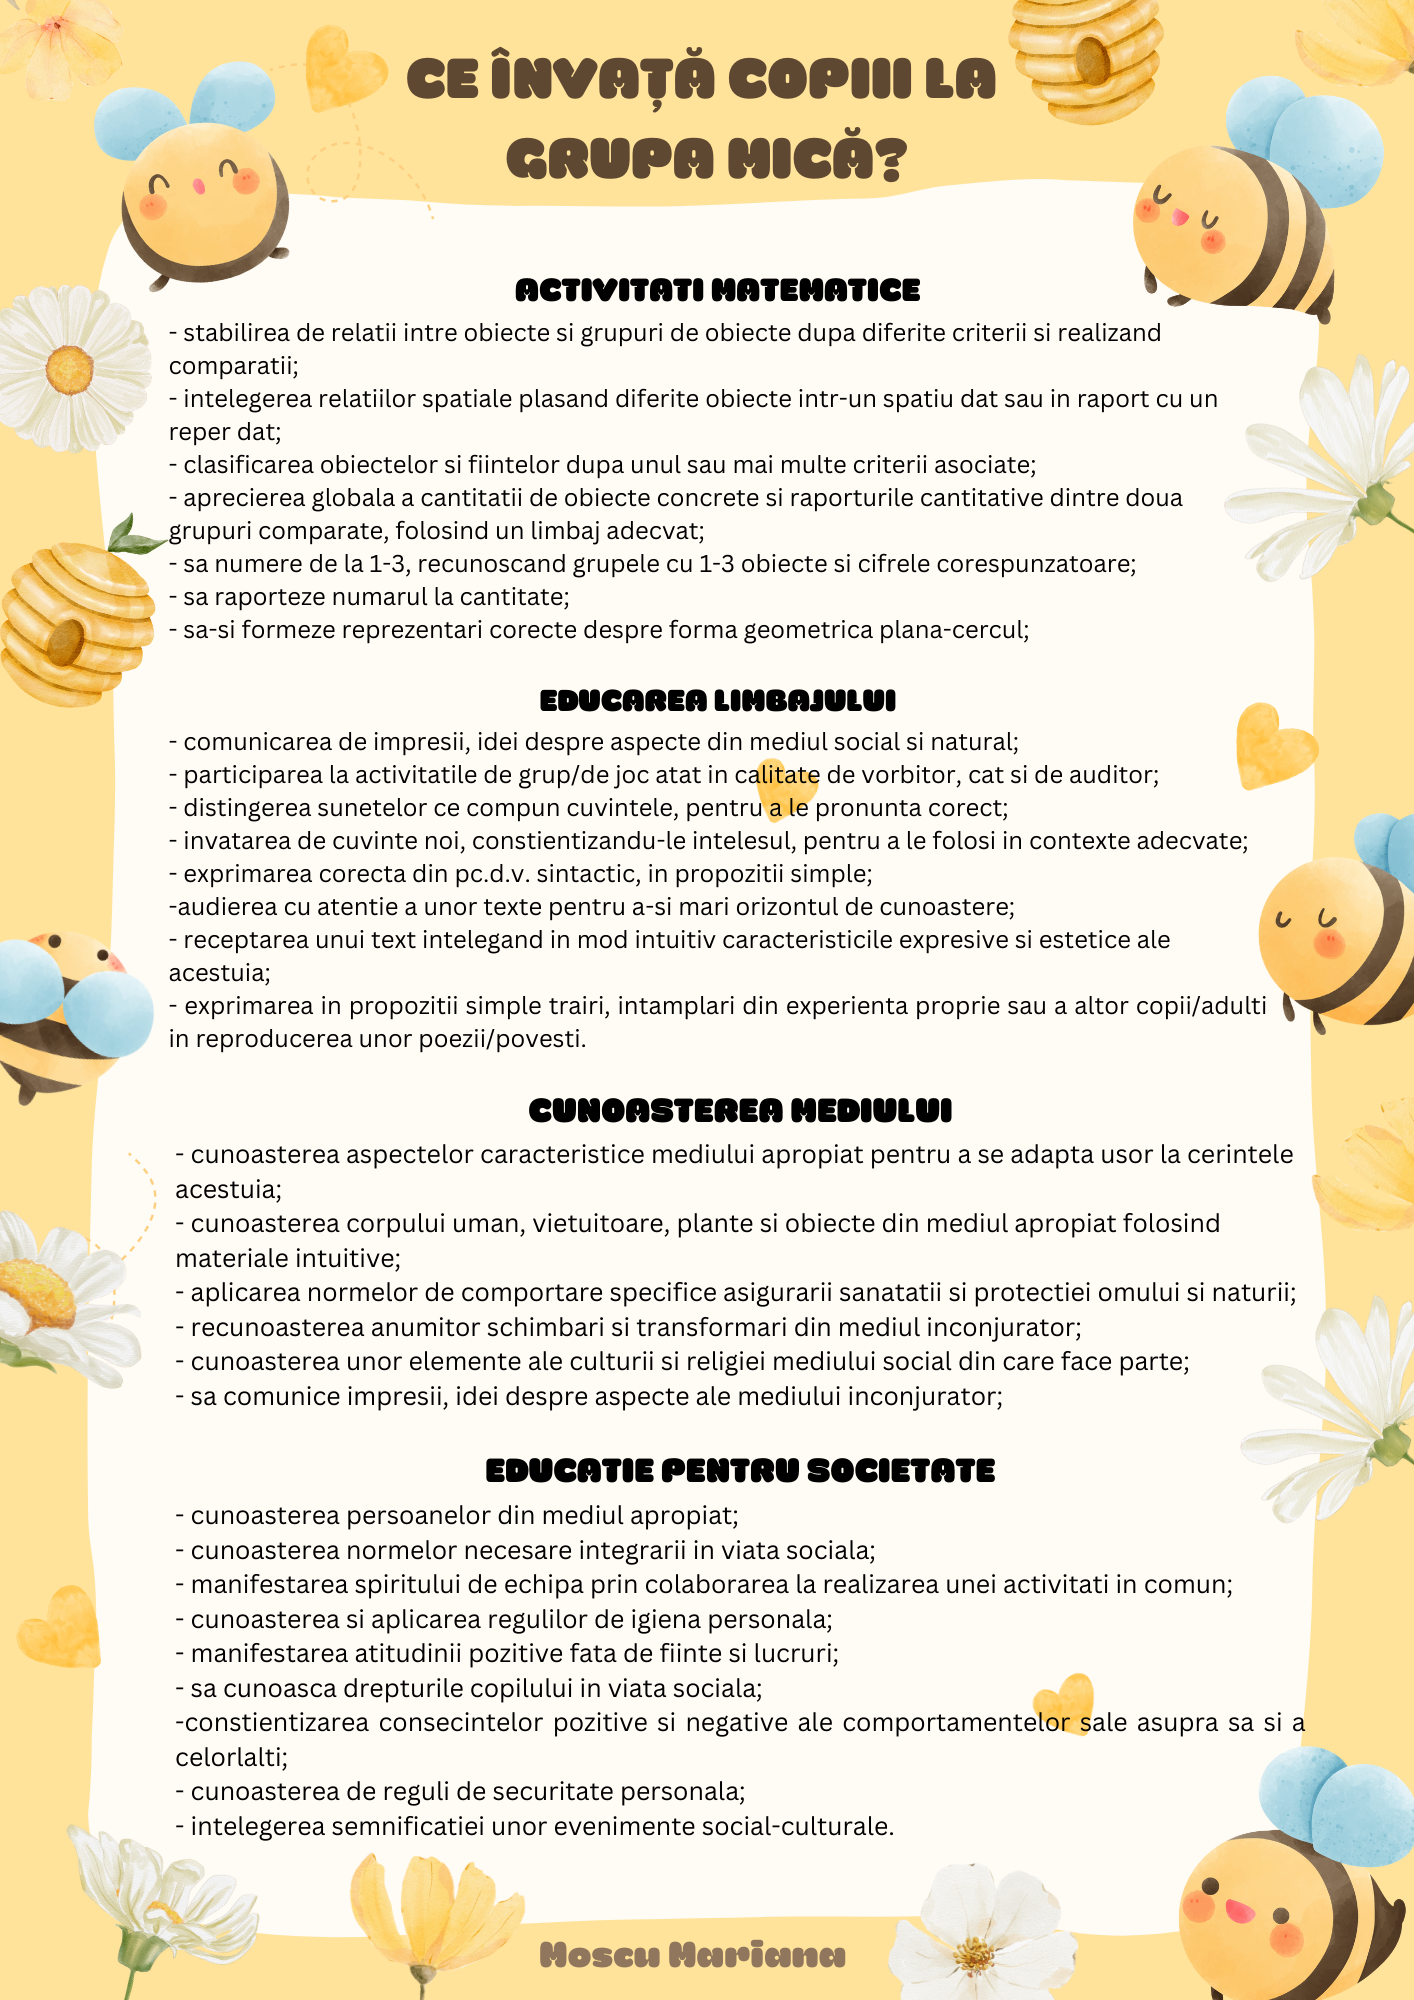 CE ÎNVAȚĂ COPIII LA
GRUPA MICĂ?
ACTIVITATI MATEMATICE
- stabilirea de relatii intre obiecte si grupuri de obiecte dupa diferite criterii si realizand
comparatii;
- intelegerea relatiilor spatiale plasand diferite obiecte intr-un spatiu dat sau in raport cu un
reper dat;
- clasificarea obiectelor si fiintelor dupa unul sau mai multe criterii asociate;
- aprecierea globala a cantitatii de obiecte concrete si raporturile cantitative dintre doua
grupuri comparate, folosind un limbaj adecvat;
- sa numere de la 1-3, recunoscand grupele cu 1-3 obiecte si cifrele corespunzatoare;
- sa raporteze numarul la cantitate;
- sa-si formeze reprezentari corecte despre forma geometrica plana-cercul;
EDUCAREA LIMBAJULUI
- comunicarea de impresii, idei despre aspecte din mediul social si natural;
- participarea la activitatile de grup/de joc atat in calitate de vorbitor, cat si de auditor;
- distingerea sunetelor ce compun cuvintele, pentru a le pronunta corect;
- invatarea de cuvinte noi, constientizandu-le intelesul, pentru a le folosi in contexte adecvate;
- exprimarea corecta din pc.d.v. sintactic, in propozitii simple;
-audierea cu atentie a unor texte pentru a-si mari orizontul de cunoastere;
- receptarea unui text intelegand in mod intuitiv caracteristicile expresive si estetice ale
acestuia;
- exprimarea in propozitii simple trairi, intamplari din experienta proprie sau a altor copii/adulti
in reproducerea unor poezii/povesti.
CUNOASTEREA MEDIULUI
- cunoasterea aspectelor caracteristice mediului apropiat pentru a se adapta usor la cerintele
acestuia;
- cunoasterea corpului uman, vietuitoare, plante si obiecte din mediul apropiat folosind
materiale intuitive;
- aplicarea normelor de comportare specifice asigurarii sanatatii si protectiei omului si naturii;
- recunoasterea anumitor schimbari si transformari din mediul inconjurator;
- cunoasterea unor elemente ale culturii si religiei mediului social din care face parte;
- sa comunice impresii, idei despre aspecte ale mediului inconjurator;
EDUCATIE PENTRU SOCIETATE
- cunoasterea persoanelor din mediul apropiat;
- cunoasterea normelor necesare integrarii in viata sociala;
- manifestarea spiritului de echipa prin colaborarea la realizarea unei activitati in comun;
- cunoasterea si aplicarea regulilor de igiena personala;
- manifestarea atitudinii pozitive fata de fiinte si lucruri;
- sa cunoasca drepturile copilului in viata sociala;
-constientizarea consecintelor pozitive si negative ale comportamentelor sale asupra sa si a
celorlalti;
- cunoasterea de reguli de securitate personala;
- intelegerea semnificatiei unor evenimente social-culturale.
Moscu Mariana